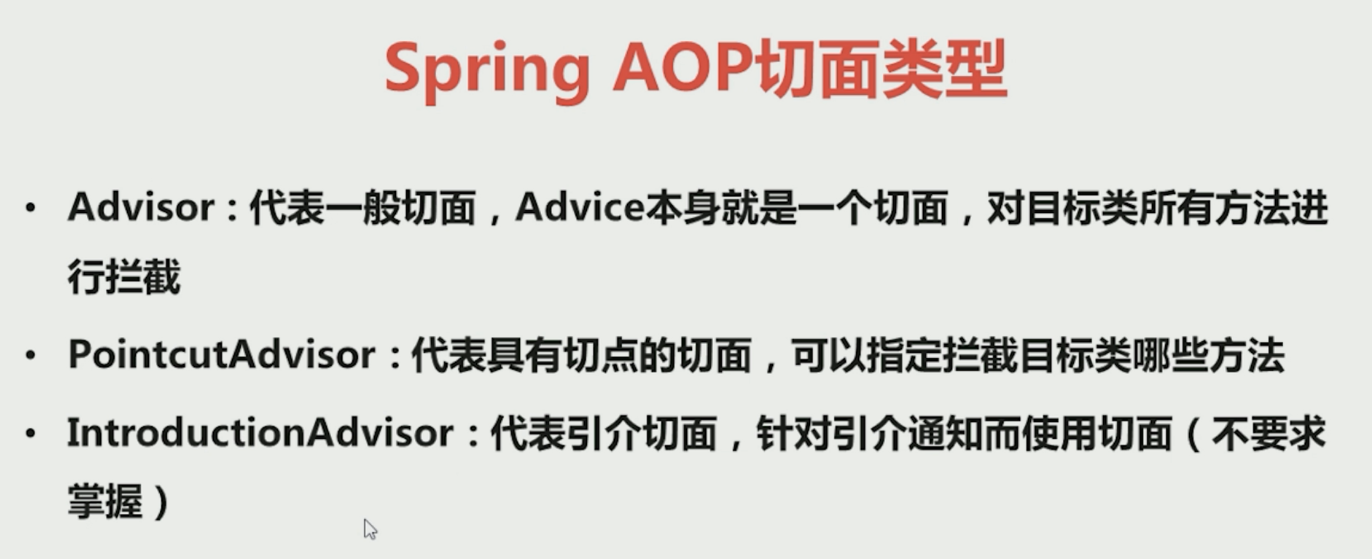 Spring AOP切面类型
• Advisor：代表一般切面，Advice本身就是一个切面，对目标类所有方法进
行拦截
• PointcutAdvisor：代表具有切点的切面，可以指定拦截目标类哪些方法
• IntroductionAdvisor：代表引介切面，针对引介通知而使用切面（不要求
掌握）